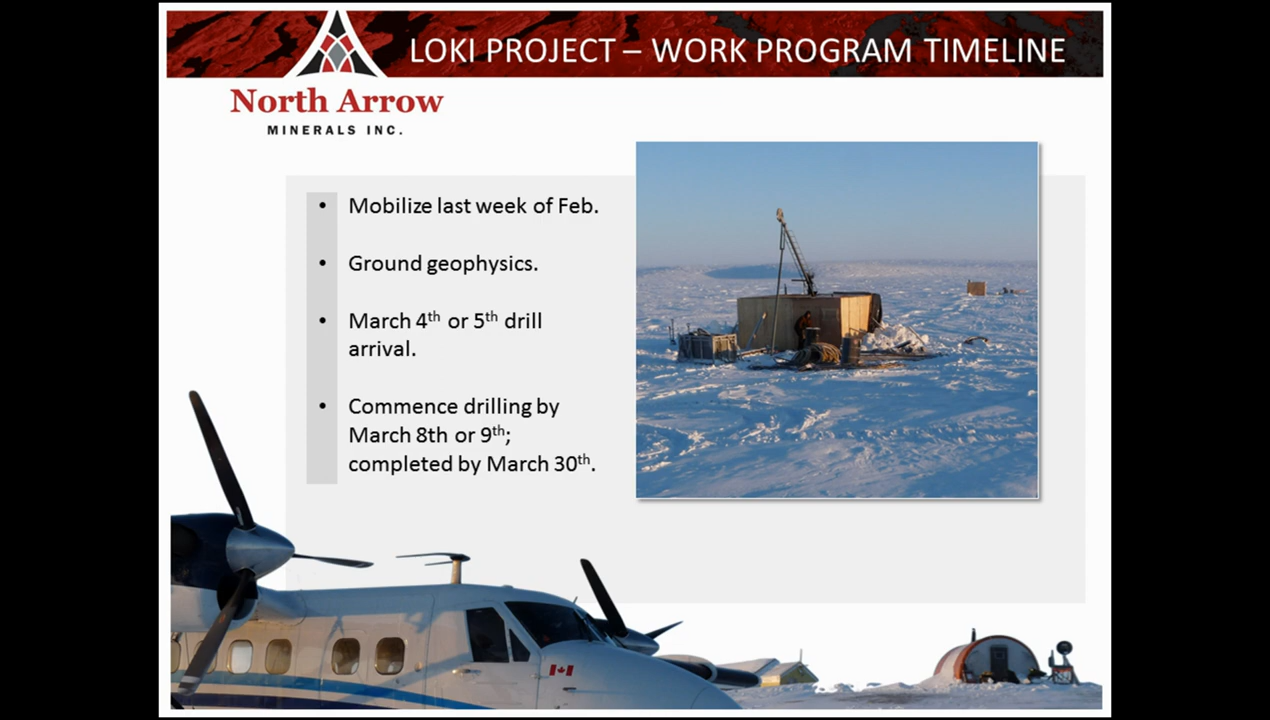 LOKI PROJECT – WORK PROGRAM TIMELINE
North Arrow
MINERALS INC.
• Mobilize last week of Feb.
• Ground geophysics.
• March 4th or 5th drill
arrival.
• Commence drilling by
March 8th or 9th;
completed by March 30th.